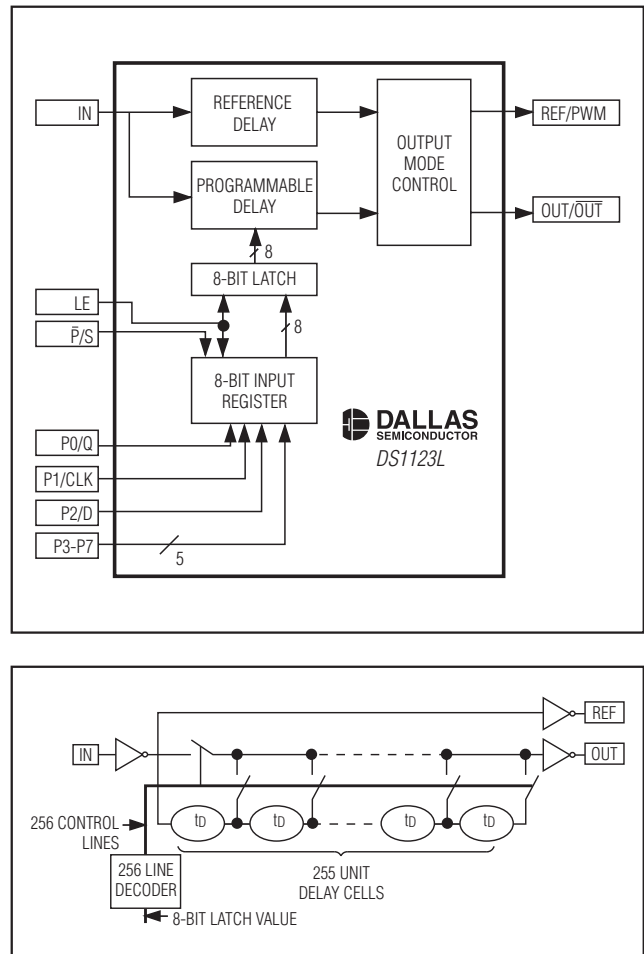 IN
REFERENCE
DELAY
REF/PWM
OUTPUT
MODE
CONTROL
PROGRAMMABLE
DELAY
OUT/O̅U̅T̅
8
8-BIT LATCH
LE
8
P̅/S
8-BIT INPUT
REGISTER
DALLAS
SEMICONDUCTOR
DS1123L
P0/Q
P1/CLK
P2/D
P3-P7
5
REF
IN
OUT
tD
tD
tD
tD
256 CONTROL
LINES
256 LINE
DECODER
255 UNIT
DELAY CELLS
8-BIT LATCH VALUE